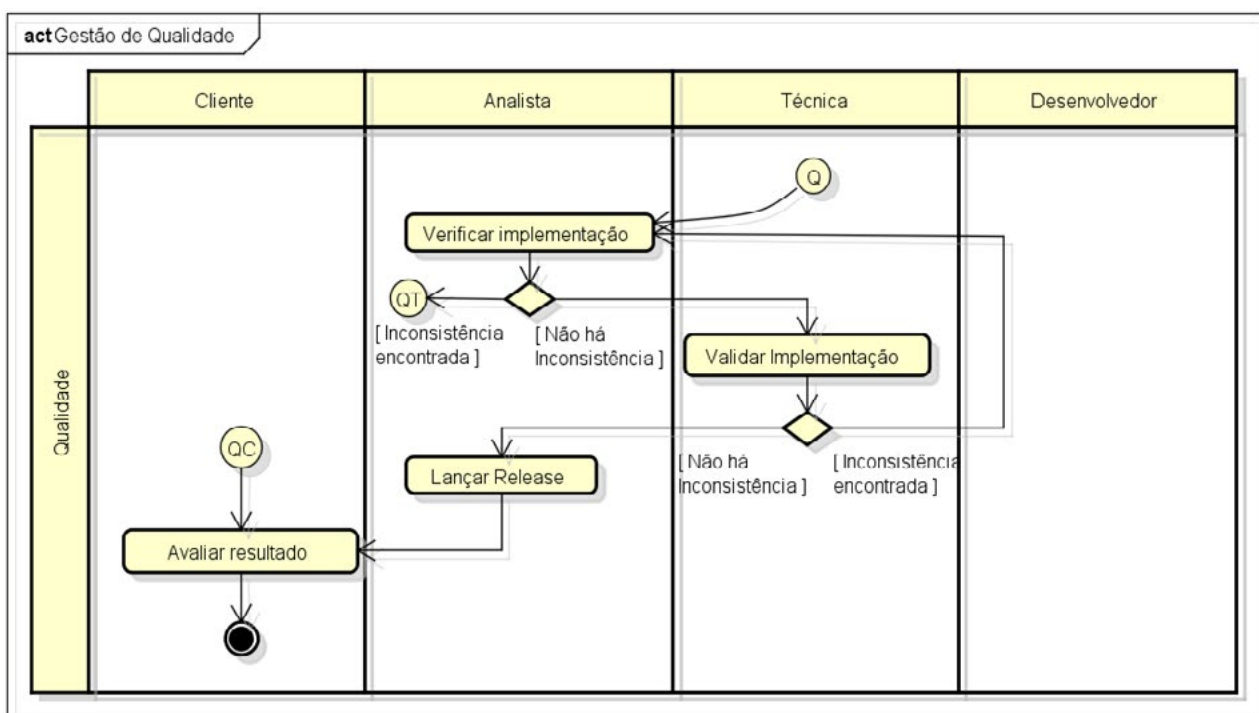 act Gestão de Qualidade
Cliente
Analista
Técnica
Desenvolvedor
Qualidade
Q
Verificar implementação
QT
[ Inconsistência
encontrada ]
[ Não há
Inconsistência ]
Validar Implementação
QC
Lançar Release
[ Não há
Inconsistência ]
[ Inconsistência
encontrada ]
Avaliar resultado